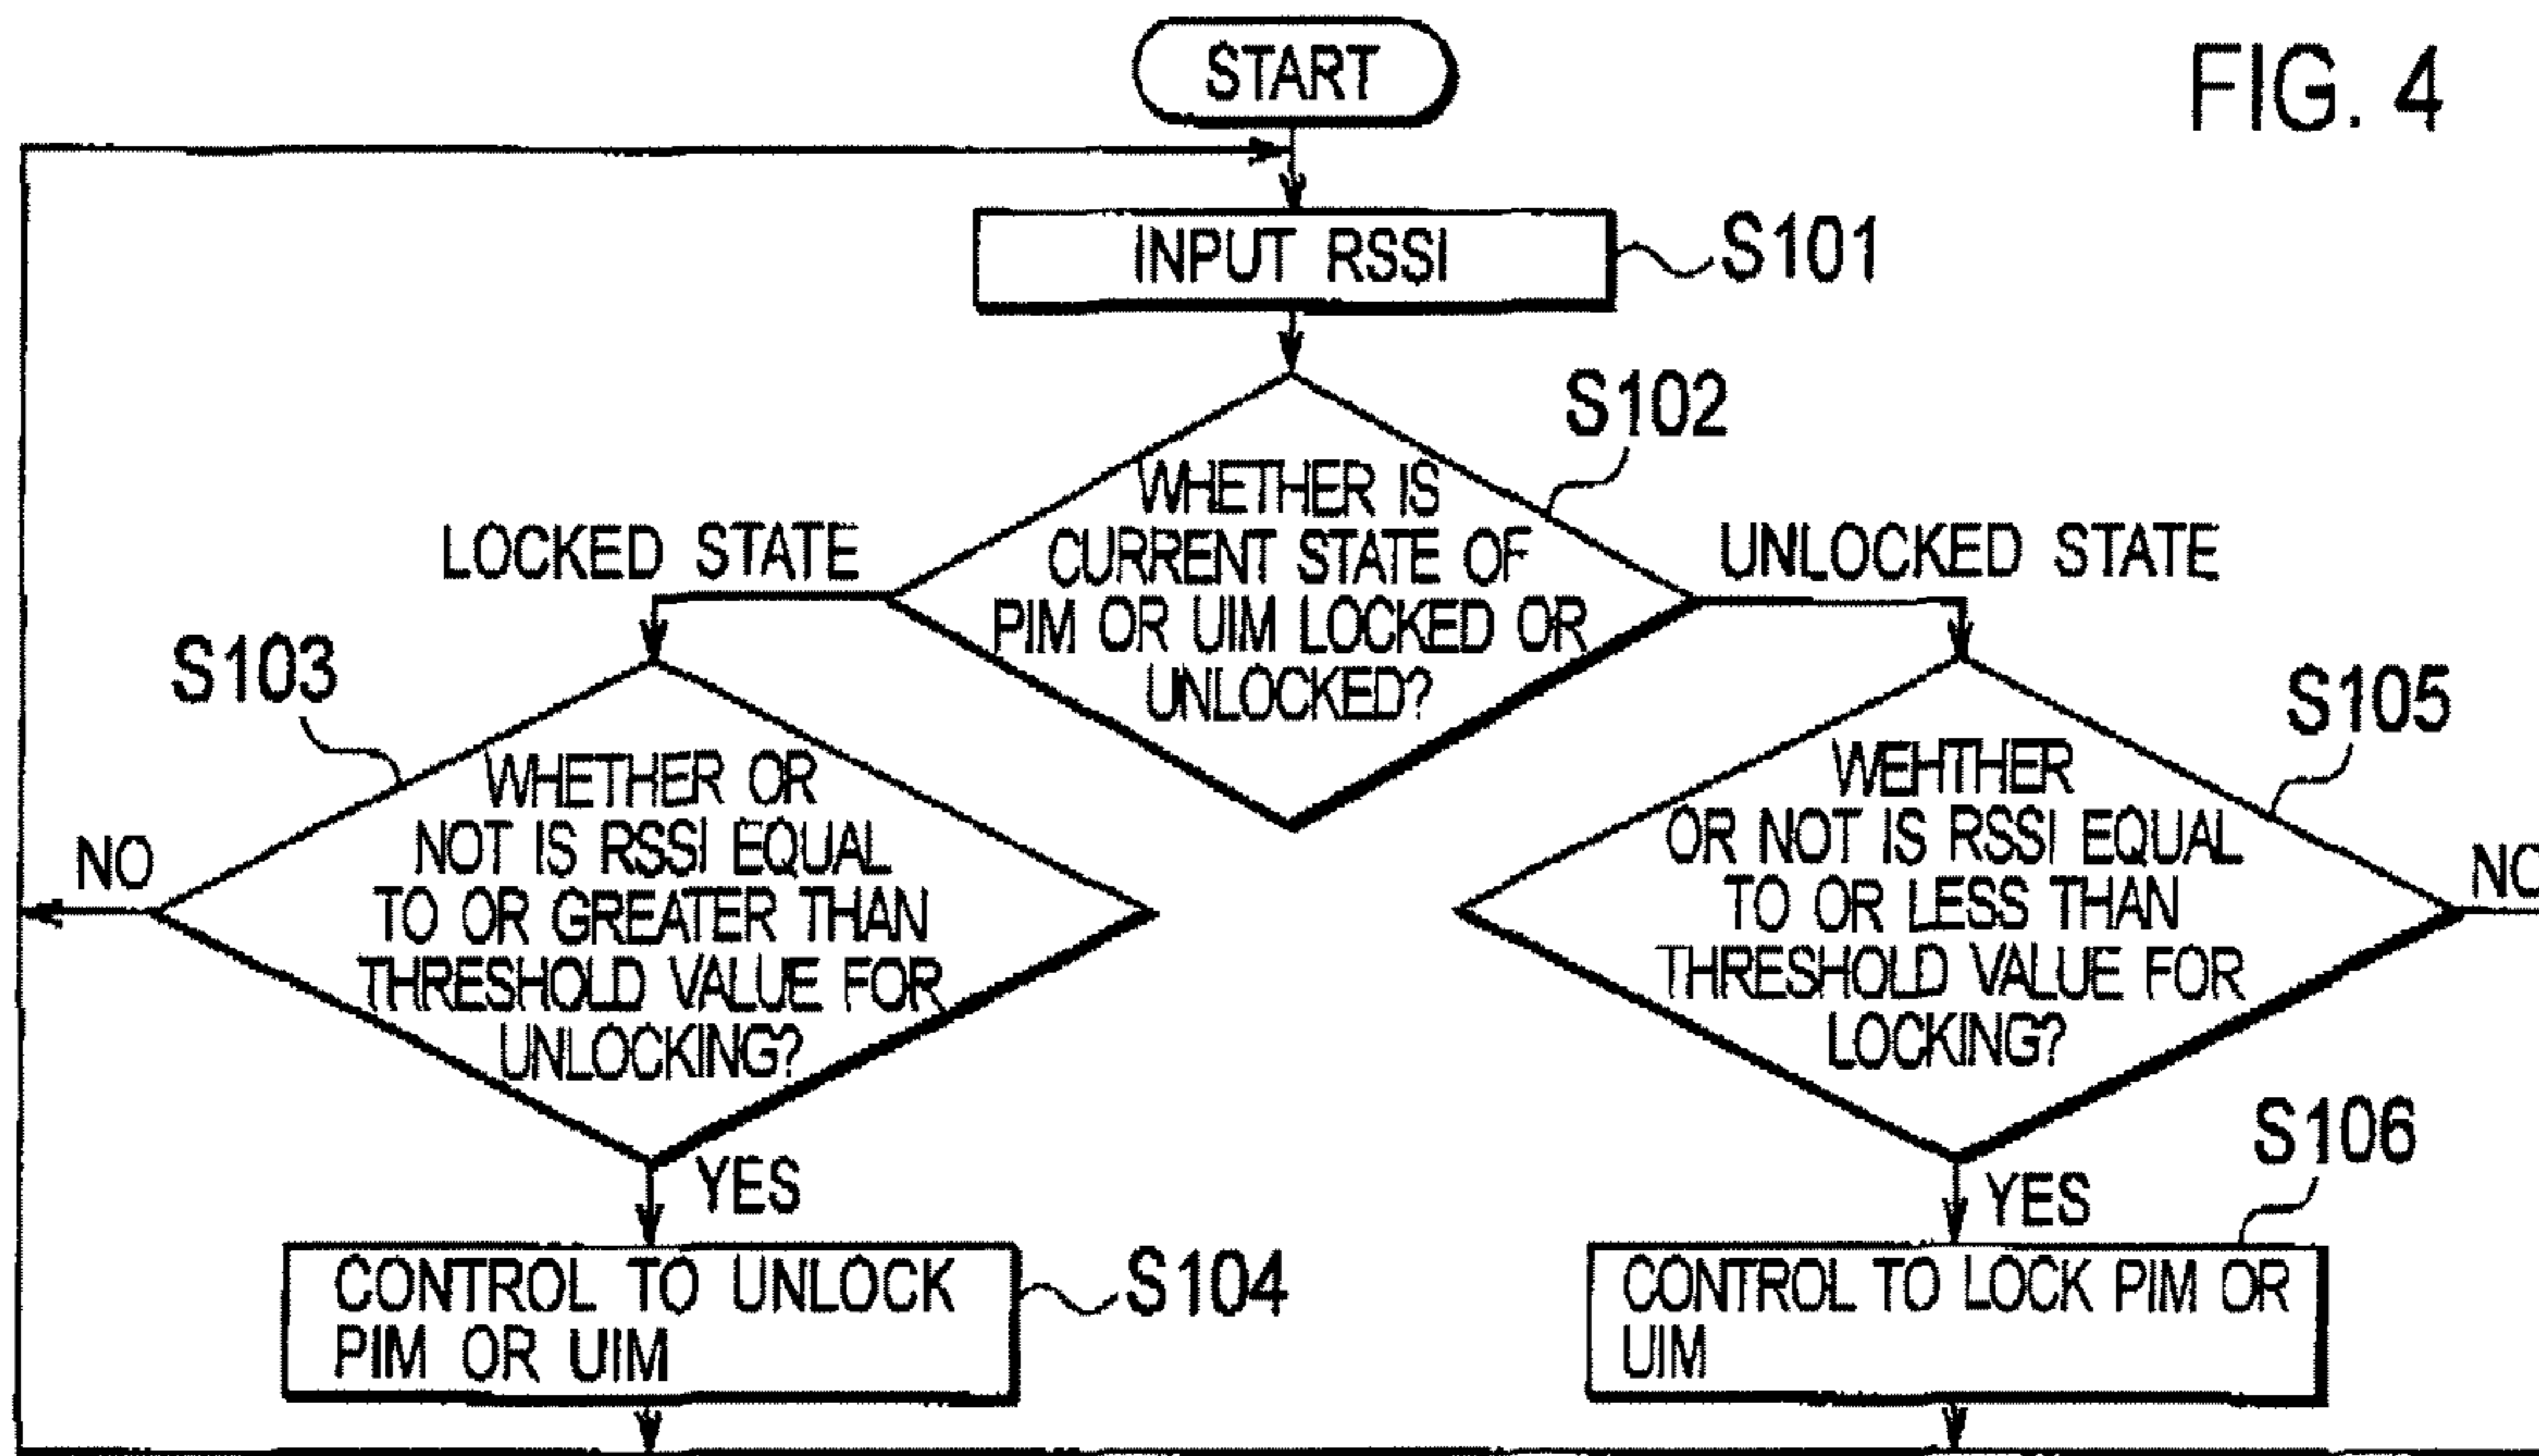 START
FIG. 4
INPUT RSSI
S101
S102
WHETHER IS
CURRENT STATE OF
PIM OR UIM LOCKED OR
UNLOCKED?
LOCKED STATE
UNLOCKED STATE
S103
WHETHER OR
NOT IS RSSI EQUAL
TO OR GREATER THAN
THRESHOLD VALUE FOR
UNLOCKING?
NO
YES
S105
WEHTHER
OR NOT IS RSSI EQUAL
TO OR LESS THAN
THRESHOLD VALUE FOR
LOCKING?
NO
YES
CONTROL TO UNLOCK
PIM OR UIM
S104
S106
CONTROL TO LOCK PIM OR
UIM